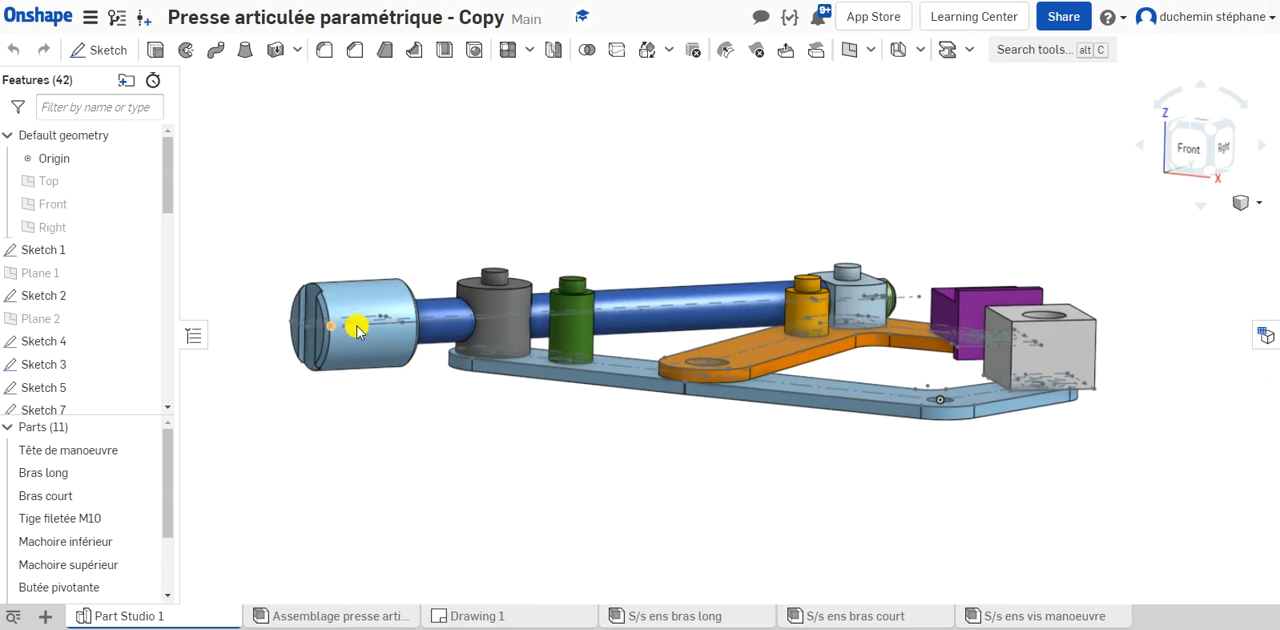 Onshape
Presse articulée paramétrique - Copy Main
9+
App Store
Learning Center
Share
duchemin stéphane
Sketch
Search tools... alt C
Features (42)
Filter by name or type
Default geometry
Origin
Top
Front
Right
Sketch 1
Plane 1
Sketch 2
Plane 2
Sketch 4
Sketch 3
Sketch 5
Sketch 7
Parts (11)
Tête de manoeuvre
Bras long
Bras court
Tige filetée M10
Machoire inférieur
Machoire supérieur
Butée pivotante
Z
Front
Right
Y
X
Part Studio 1
Assemblage presse arti...
Drawing 1
S/s ens bras long
S/s ens bras court
S/s ens vis manoeuvre